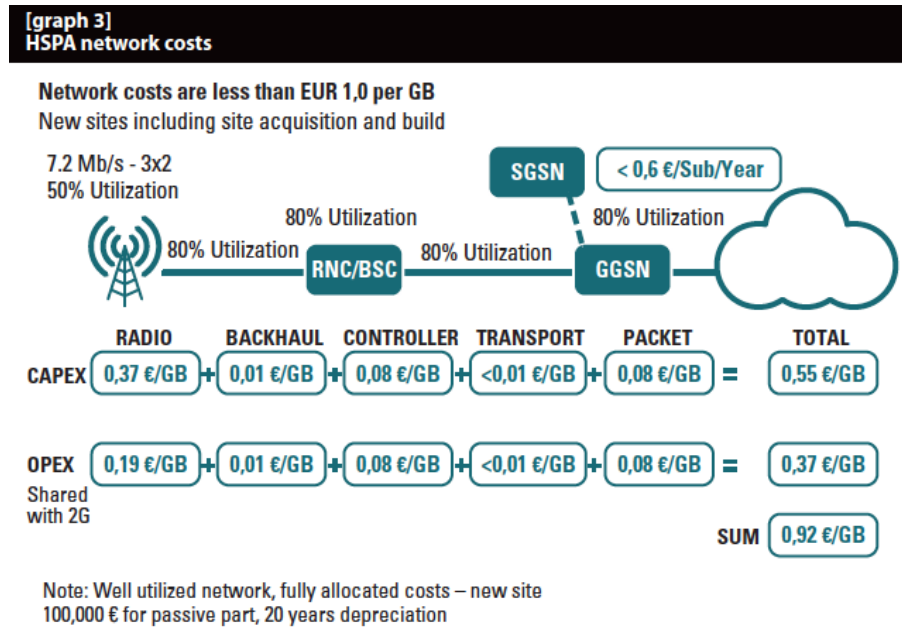 [graph 3]
HSPA network costs
Network costs are less than EUR 1,0 per GB
New sites including site acquisition and build
7.2 Mb/s - 3x2
50% Utilization
SGSN
< 0,6 €/Sub/Year
80% Utilization
80% Utilization
80% Utilization
RNC/BSC
80% Utilization
GGSN
RADIO BACKHAUL CONTROLLER TRANSPORT PACKET TOTAL
CAPEX 0,37 €/GB + 0,01 €/GB + 0,08 €/GB + <0,01 €/GB + 0,08 €/GB = 0,55 €/GB
OPEX 0,19 €/GB + 0,01 €/GB + 0,08 €/GB + <0,01 €/GB + 0,08 €/GB = 0,37 €/GB
Shared
with 2G
SUM 0,92 €/GB
Note: Well utilized network, fully allocated costs – new site
100,000 € for passive part, 20 years depreciation